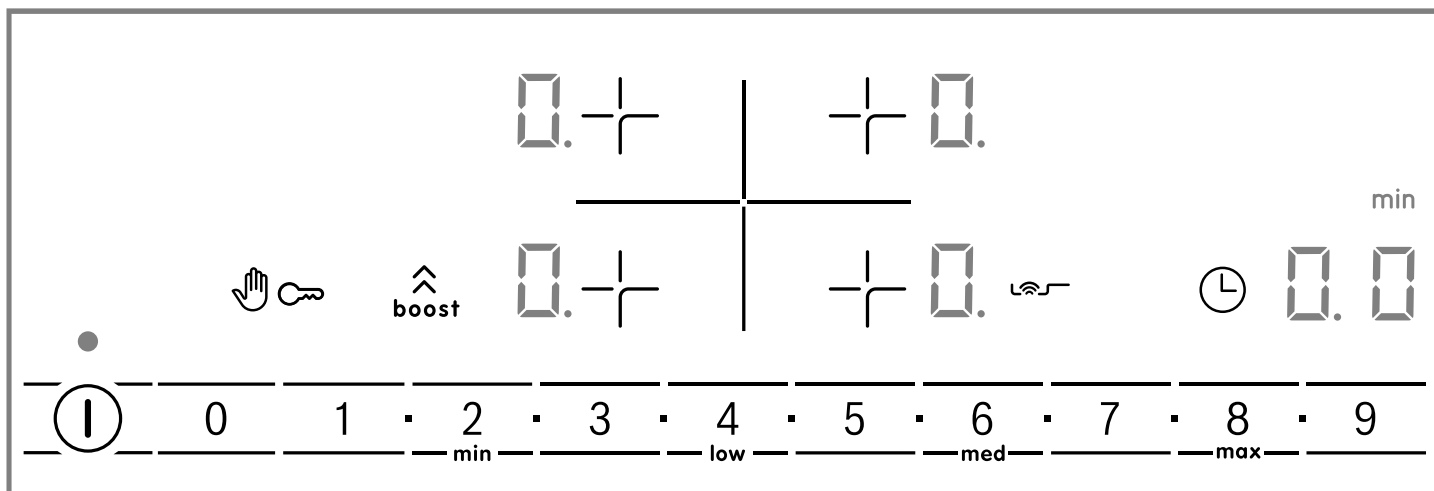 0. 0.
min
boost 0. 0. 0.0
0 1 · 2 · 3 · 4 · 5 · 6 · 7 · 8 · 9
min low med max